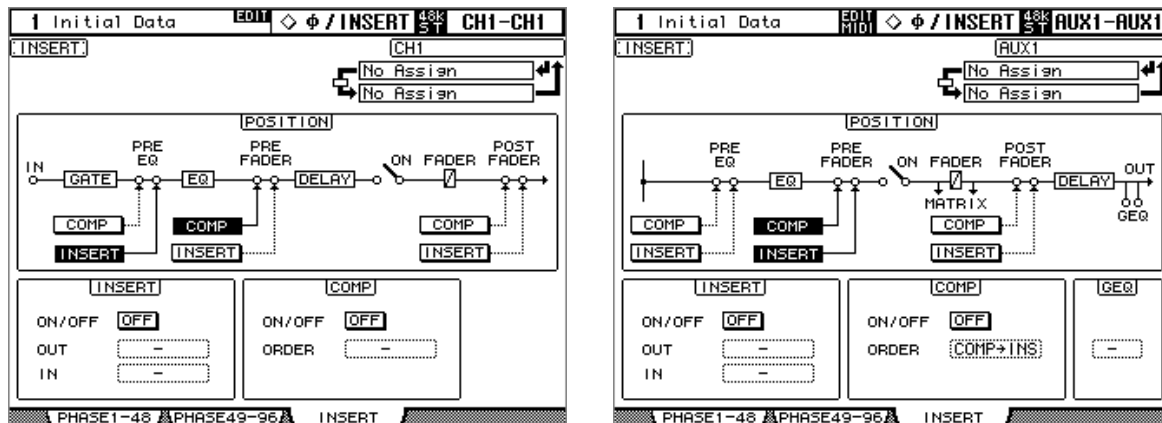 1 Initial Data EDIT ◇ Φ/INSERT 48k ST CH1-CH1
INSERT
CH1
No Assign
No Assign
POSITION
PRE EQ
PRE FADER
POST FADER
IN
GATE
EQ
DELAY
ON
FADER
COMP
COMP
COMP
INSERT
INSERT
INSERT
INSERT
ON/OFF OFF
OUT -
IN -
COMP
ON/OFF OFF
ORDER -
PHASE1-48 PHASE49-96 INSERT
1 Initial Data EDIT MIDI ◇ Φ/INSERT 48k ST AUX1-AUX1
INSERT
AUX1
No Assign
No Assign
POSITION
PRE EQ
PRE FADER
POST FADER
EQ
ON
FADER
DELAY
OUT
MATRIX
GEQ
COMP
COMP
COMP
INSERT
INSERT
INSERT
INSERT
ON/OFF OFF
OUT -
IN -
COMP
ON/OFF OFF
ORDER COMP→INS
GEQ
-
PHASE1-48 PHASE49-96 INSERT